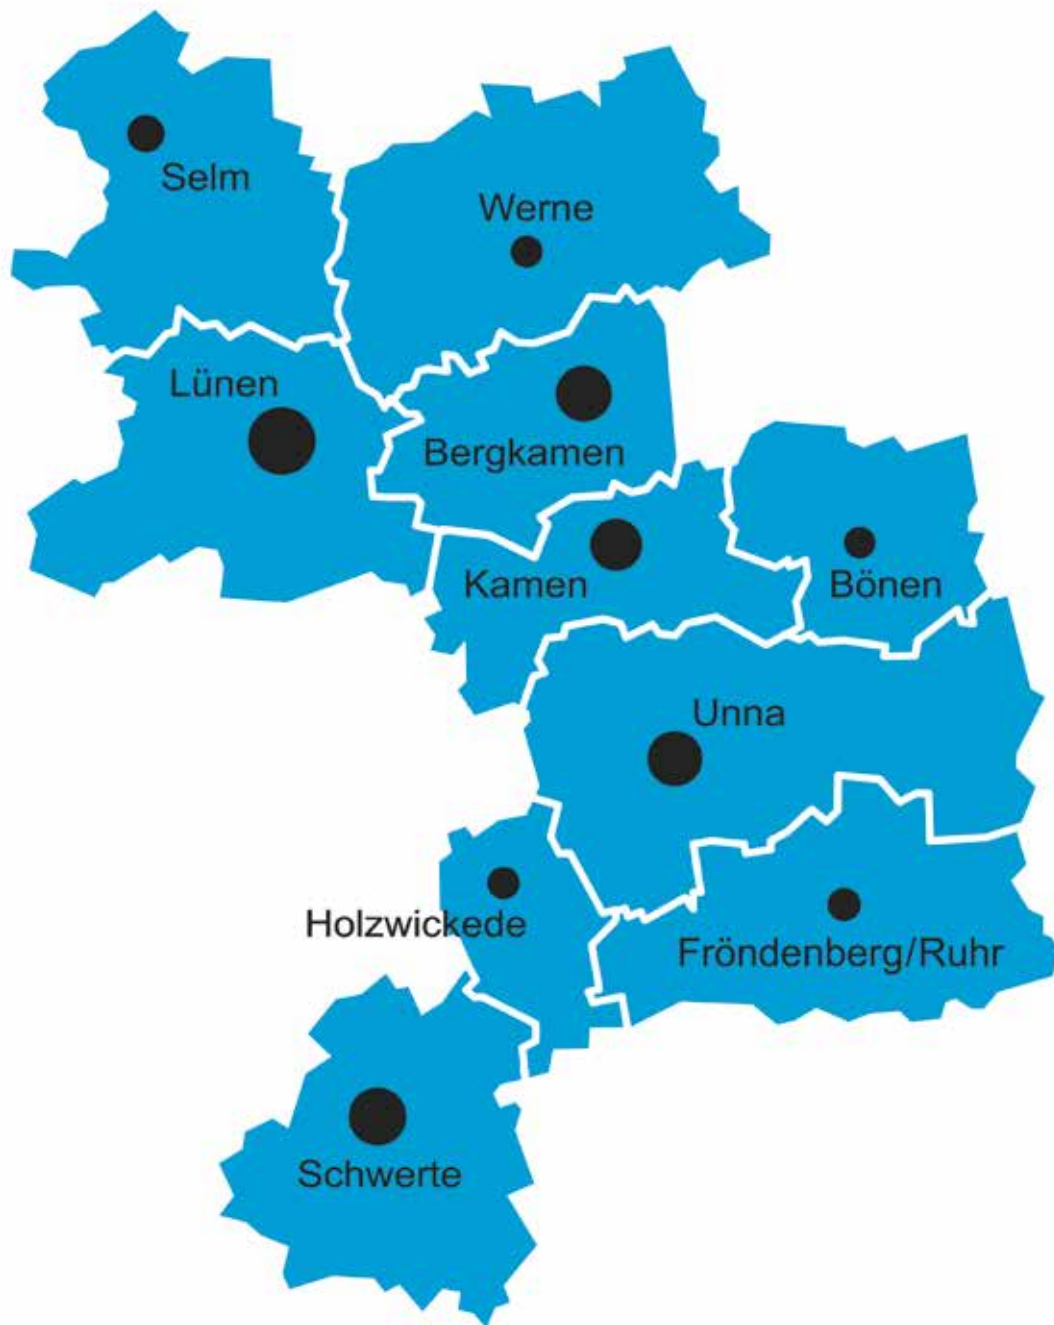 Selm
Werne
Lünen
Bergkamen
Kamen
Bönen
Unna
Holzwickede
Fröndenberg/Ruhr
Schwerte